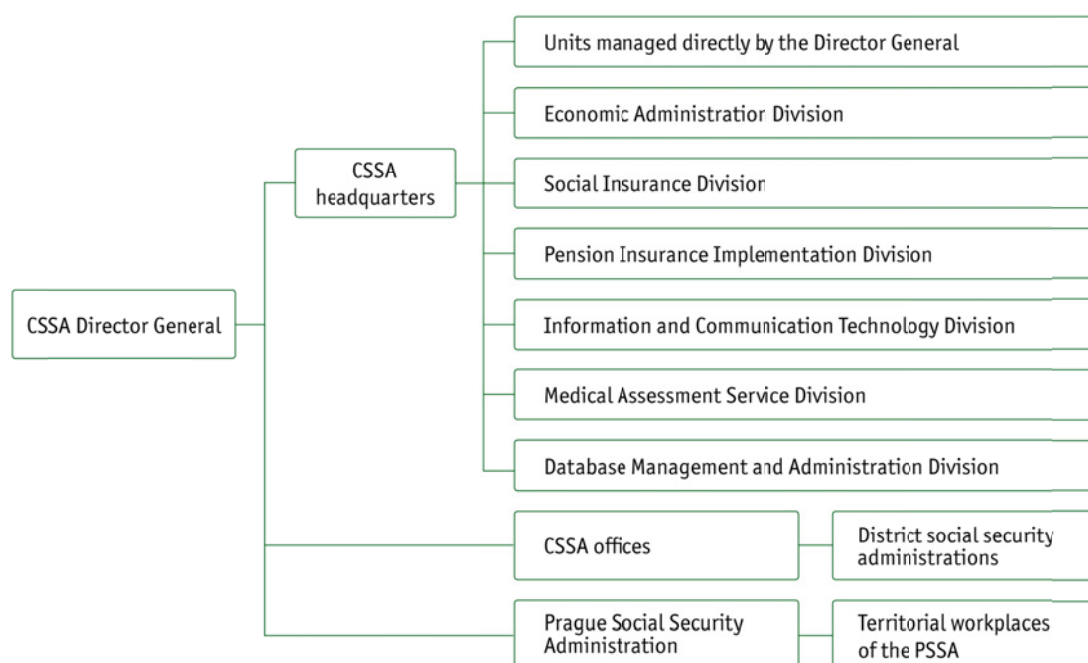 Units managed directly by the Director General
Economic Administration Division
CSSA
headquarters
Social Insurance Division
Pension Insurance Implementation Division
CSSA Director General
Information and Communication Technology Division
Medical Assessment Service Division
Database Management and Administration Division
CSSA offices
District social security
administrations
Prague Social Security
Administration
Territorial workplaces
of the PSSA